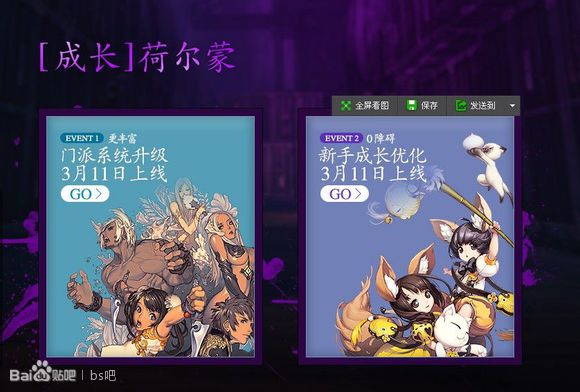 [成长]荷尔蒙
全屏看图 保存 发送到
EVENT 1 更丰富
门派系统升级
3月11日上线
GO >
EVENT 2 0障碍
新手成长优化
3月11日上线
GO >
Bai du 贴吧 | bs吧